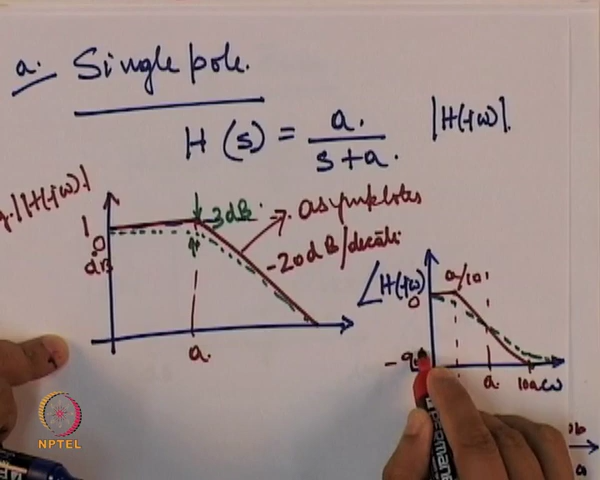 a. Single pole.
H(s) = a. / s+a.
|H(jω)|.
|H(jω)|
1
0
dB
3dB.
asymptotes
-20dB/decade
a.
∠H(jω)
0
a/10
a.
10a
ω
NPTEL